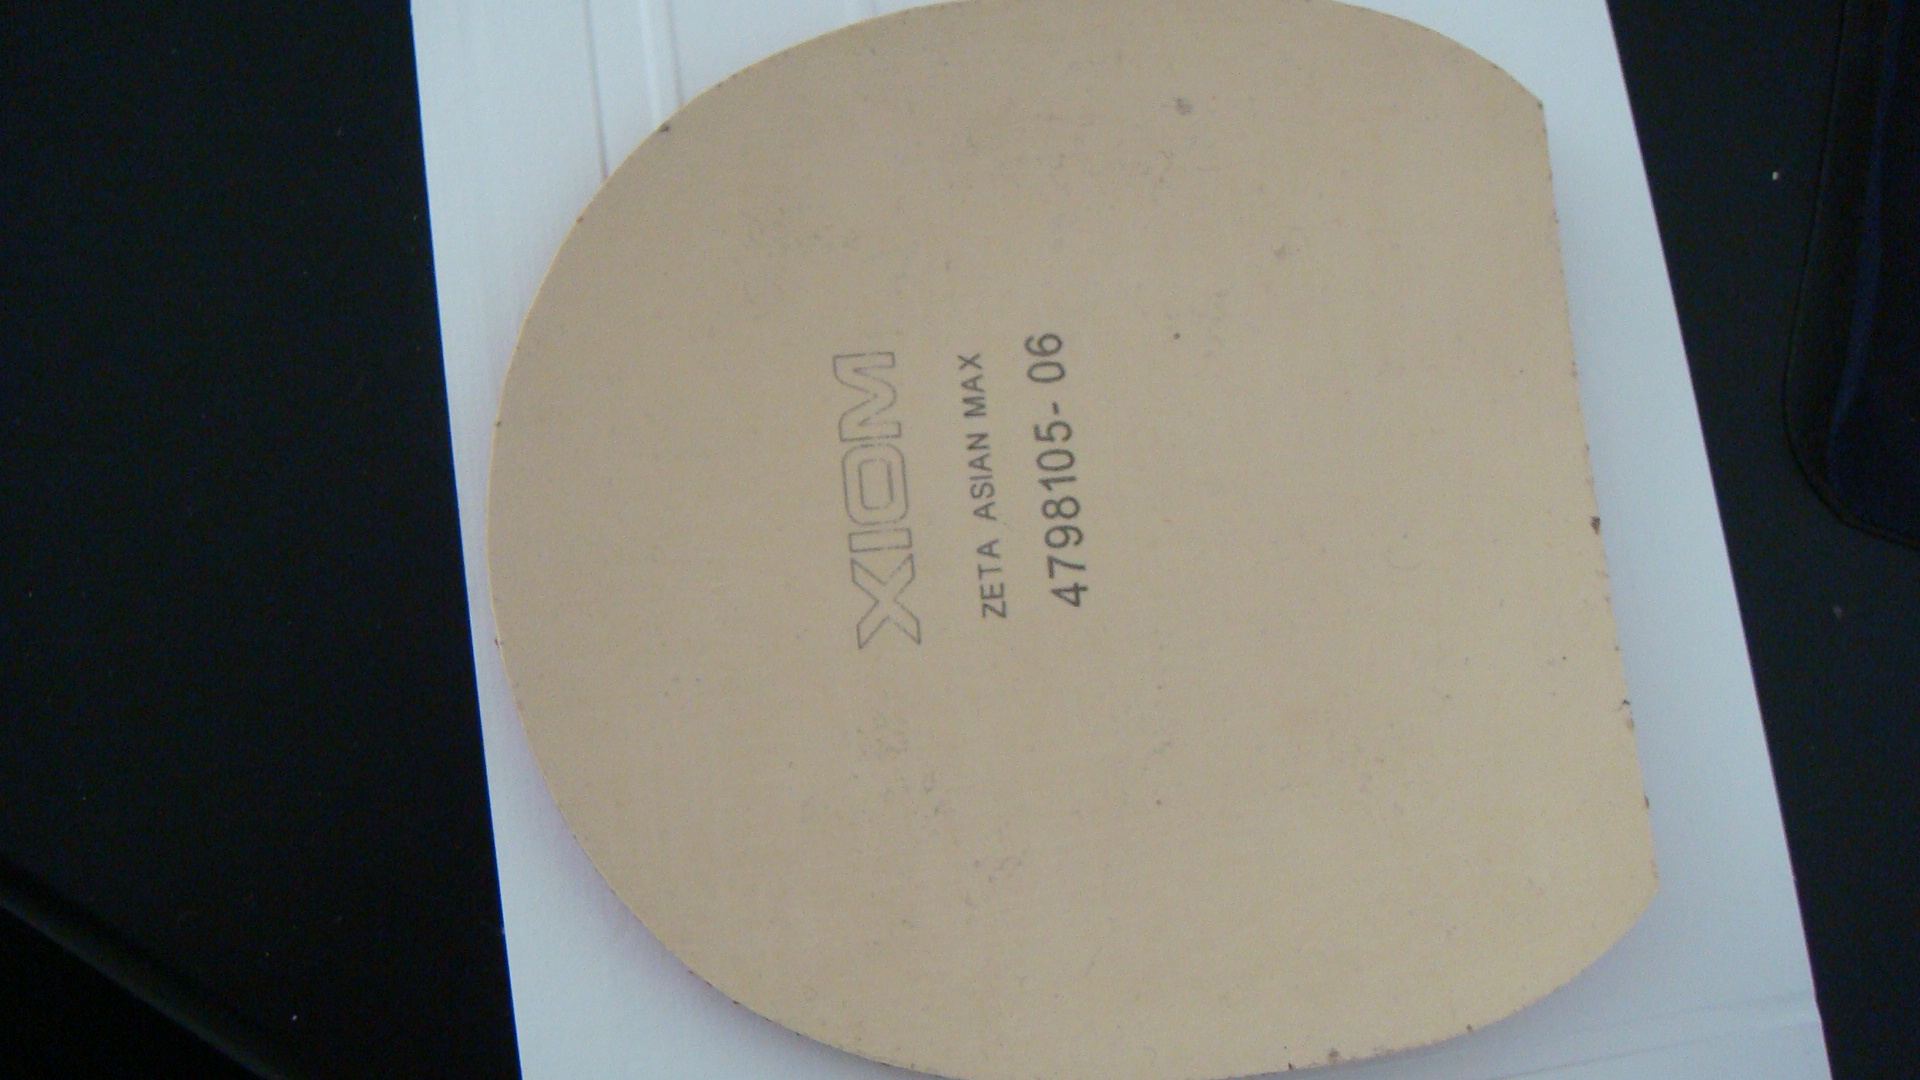 XIOM
ZETA ASIAN MAX
4798105- 06